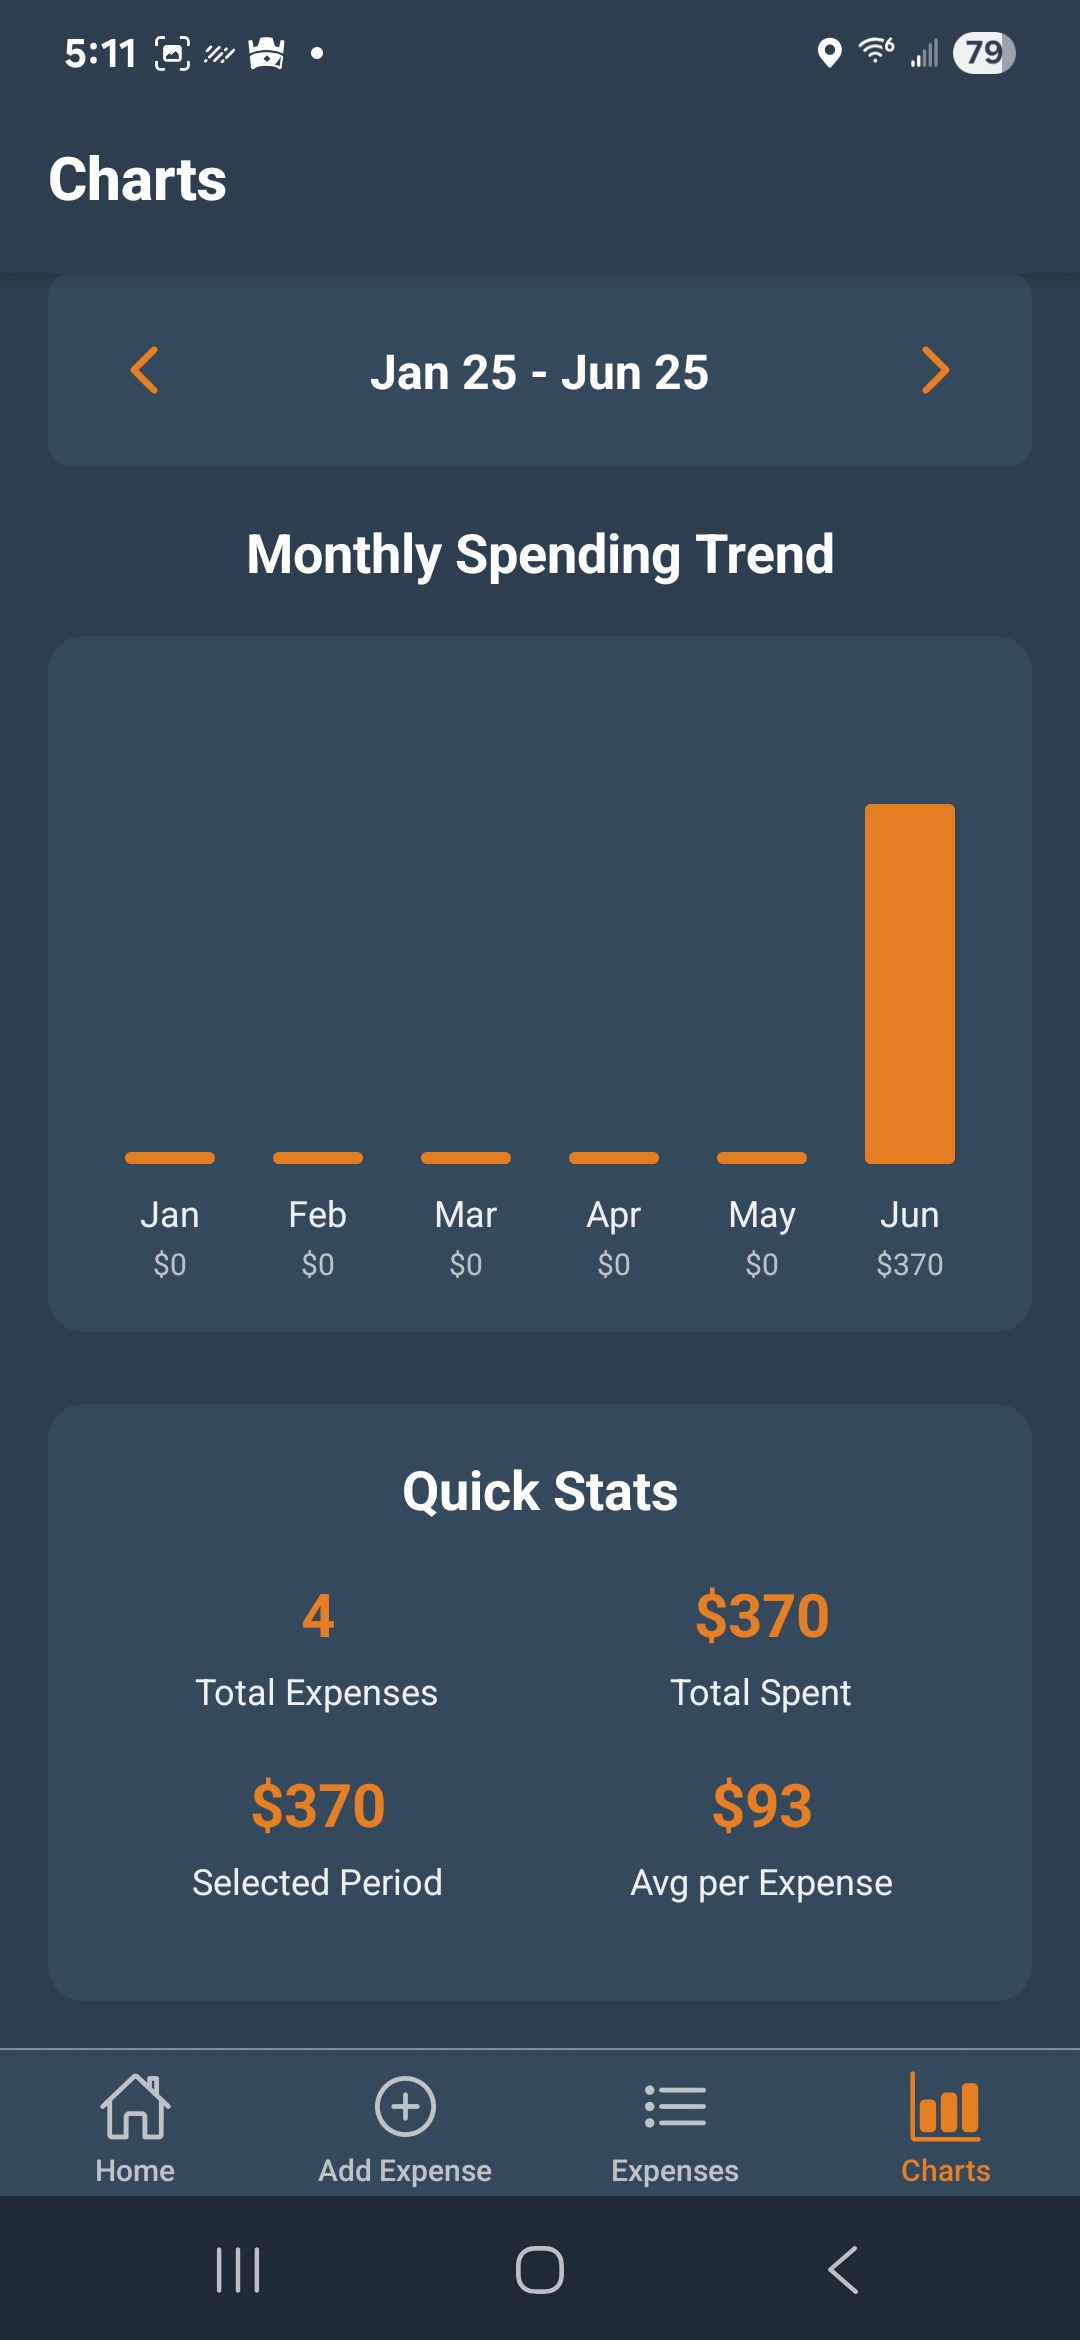 5:11
6
79
Charts
Jan 25 - Jun 25
Monthly Spending Trend
Jan Feb Mar Apr May Jun
$0 $0 $0 $0 $0 $370
Quick Stats
4 $370
Total Expenses Total Spent
$370 $93
Selected Period Avg per Expense
Home Add Expense Expenses Charts